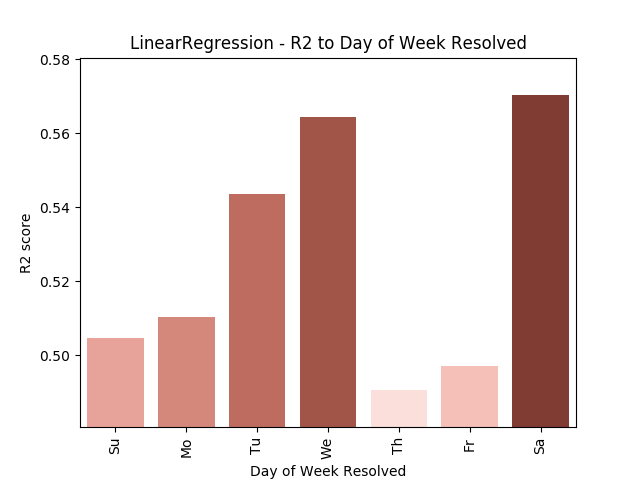 LinearRegression - R2 to Day of Week Resolved
0.58
0.56
0.54
0.52
0.50
R2 score
Su Mo Tu We Th Fr Sa
Day of Week Resolved